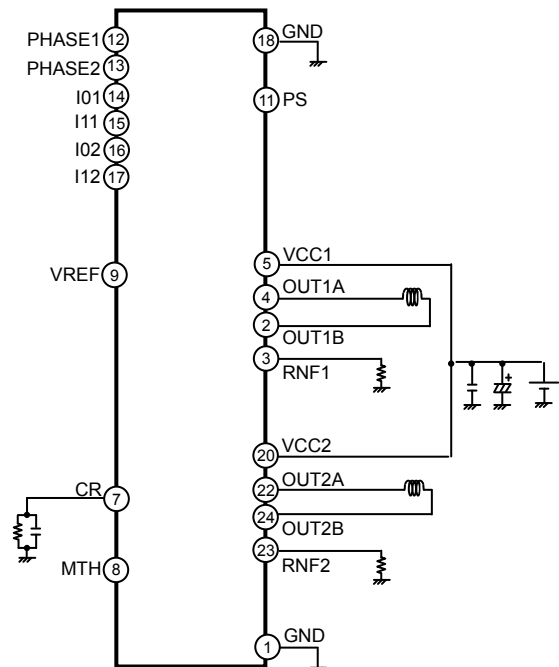 PHASE1 12
PHASE2 13
I01 14
I11 15
I02 16
I12 17
VREF 9
CR 7
MTH 8
18 GND
11 PS
5 VCC1
4 OUT1A
2 OUT1B
3 RNF1
+
20 VCC2
22 OUT2A
24 OUT2B
23 RNF2
1 GND